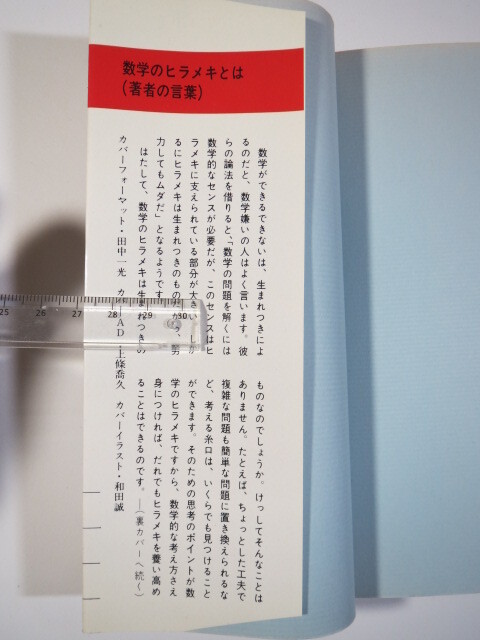 数学のヒラメキとは
(著者の言葉)
数学ができるできないは、生まれつきによ
るのだと、数学嫌いの人はよく言います。彼
らの論法を借りると、「数学の問題を解くには
数学的なセンスが必要だが、このセンスはヒ
ラメキに支えられている部分が大きい。しか
るにヒラメキは生まれつきのものだから、努
力してもムダだ」となるようです。
はたして、数学のヒラメキは生まれつきの
ものなのでしょうか。けっしてそんなことは
ありません。たとえば、ちょっとした工夫で
複雑な問題も簡単な問題に置き換えられるな
ど、考える糸口は、いくらでも見つけること
ができます。そのための思考のポイントが数
学のヒラメキですから、数学的な考え方さえ
身につければ、だれでもヒラメキを養い高め
ることはできるのです。——(裏カバーへ続く)
カバーフォーマット・田中一光 カバーAD・上條喬久 カバーイラスト・和田誠
25 26 27 28 29 30